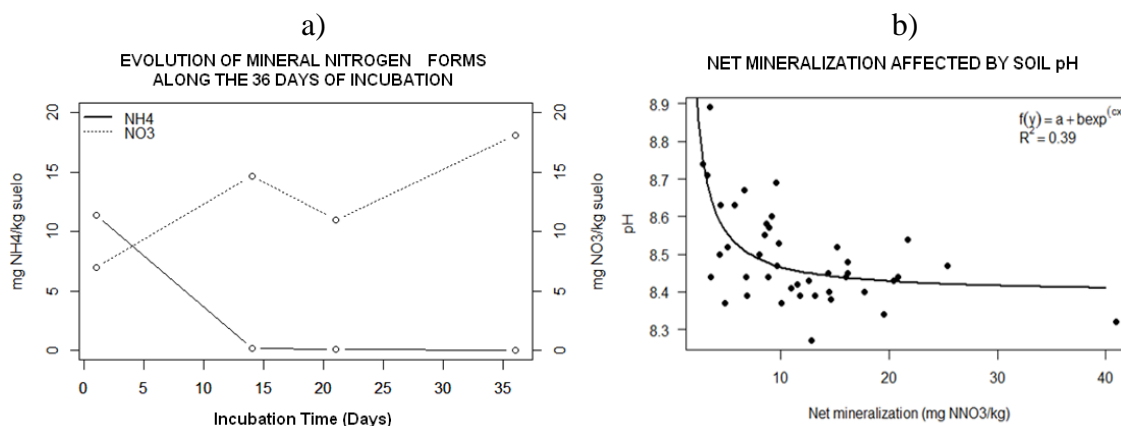 a)
EVOLUTION OF MINERAL NITROGEN FORMS
ALONG THE 36 DAYS OF INCUBATION
NH4
NO3
20
15
10
5
0
20
15
10
5
0
mg NH4/kg suelo
mg NO3/kg suelo
0 5 10 15 20 25 30 35
Incubation Time (Days)
b)
NET MINERALIZATION AFFECTED BY SOIL pH
f(y) = a + bexp(cx
R2 = 0.39
8.9
8.8
8.7
8.6
8.5
8.4
8.3
pH
10 20 30 40
Net mineralization (mg NNO3/kg)